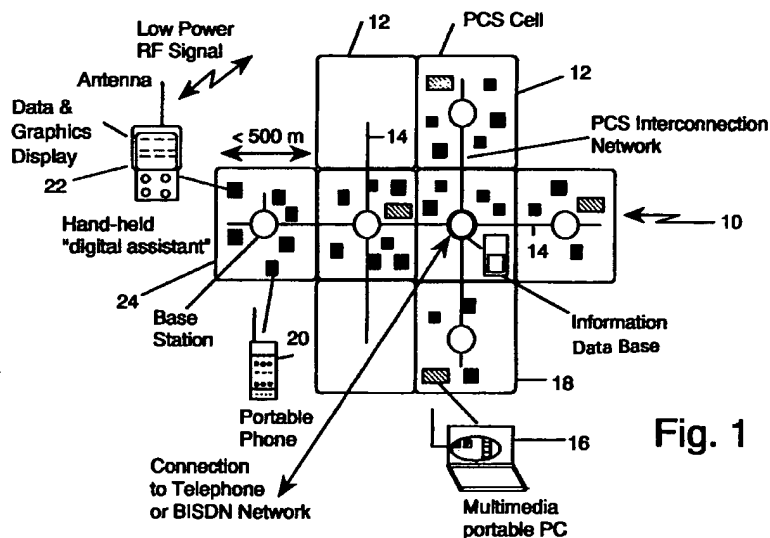 Low Power
RF Signal
12
PCS Cell
Antenna
12
Data &
Graphics
Display
22
< 500 m
14
PCS Interconnection
Network
10
14
Hand-held
"digital assistant"
24
Base
Station
20
Information
Data Base
18
Portable
Phone
Fig. 1
16
Connection
to Telephone
or BISDN Network
Multimedia
portable PC